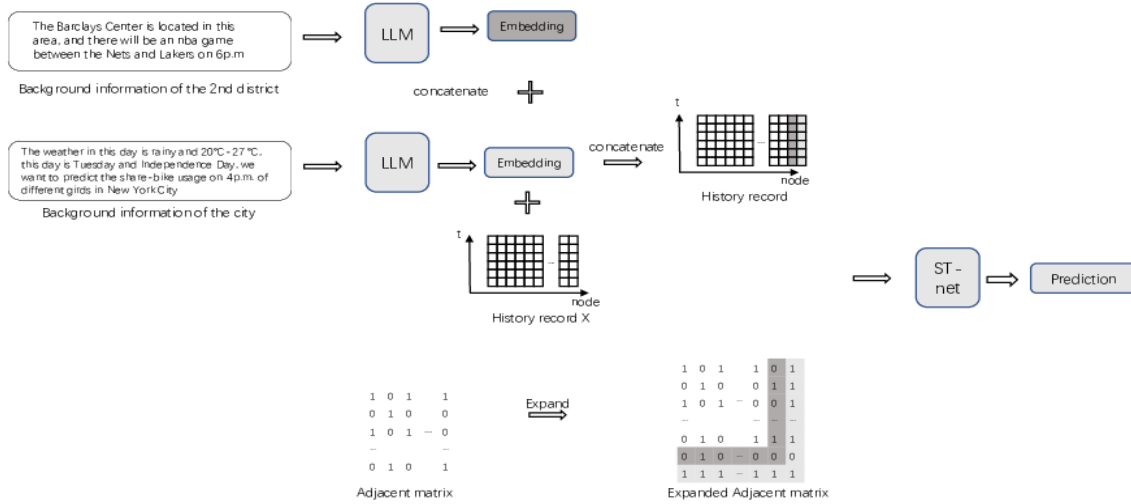 The Barclays Center is located in this
area, and there will be an nba game
between the Nets and Lakers on 6p.m
Background information of the 2nd district
LLM
Embedding
concatenate
The weather in this day is rainy and 20℃-27℃,
this day is Tuesday and Independence Day, we
want to predict the share-bike usage on 4p.m. of
different girds in New York City
Background information of the city
LLM
Embedding
concatenate
t
...
node
History record
t
...
node
History record X
ST-
net
Prediction
1 0 1 1
0 1 0 0
1 0 1 ... 0
...
0 1 0 1
Adjacent matrix
Expand
1 0 1 1 0 1
0 1 0 0 1 1
1 0 1 ... 0 0 1
... ... ...
0 1 0 1 1 1
0 1 0 ... 0 0 0
1 1 1 ... 1 1 1
Expanded Adjacent matrix